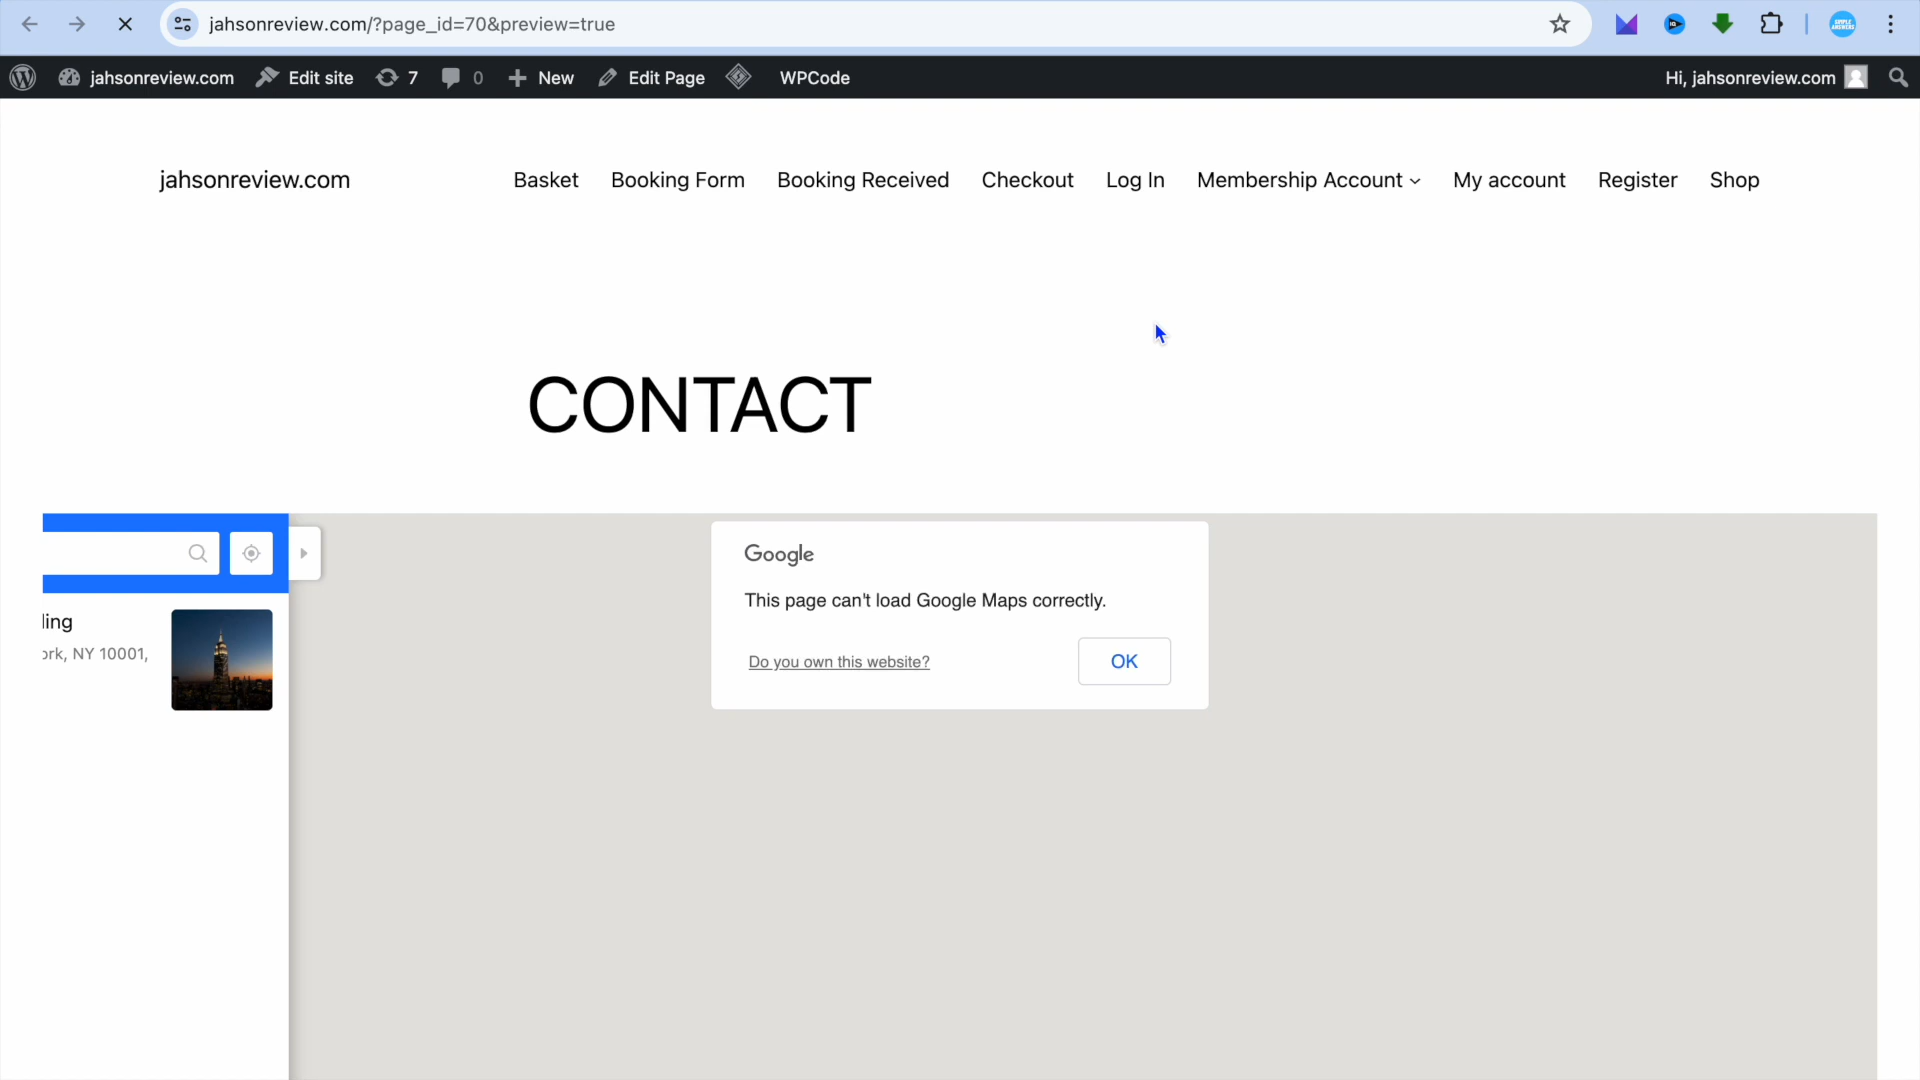 jahsonreview.com/?page_id=70&preview=true
jahsonreview.com Edit site 7 0 New Edit Page WPCode Hi, jahsonreview.com
jahsonreview.com Basket Booking Form Booking Received Checkout Log In Membership Account My account Register Shop
CONTACT
Google
This page can't load Google Maps correctly.
Do you own this website? OK
NY 10001,